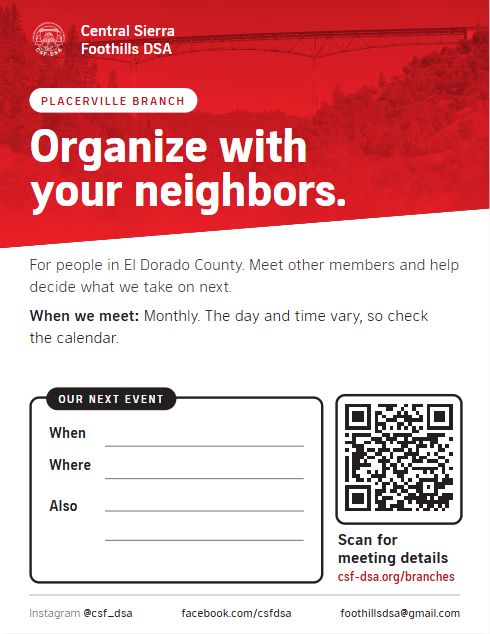 CSF-DSA
Central Sierra
Foothills DSA
PLACERVILLE BRANCH
Organize with
your neighbors.
For people in El Dorado County. Meet other members and help
decide what we take on next.
When we meet: Monthly. The day and time vary, so check
the calendar.
OUR NEXT EVENT
When
Where
Also
Scan for
meeting details
csf-dsa.org/branches
Instagram @csf_dsa
facebook.com/csfdsa
foothillsdsa@gmail.com